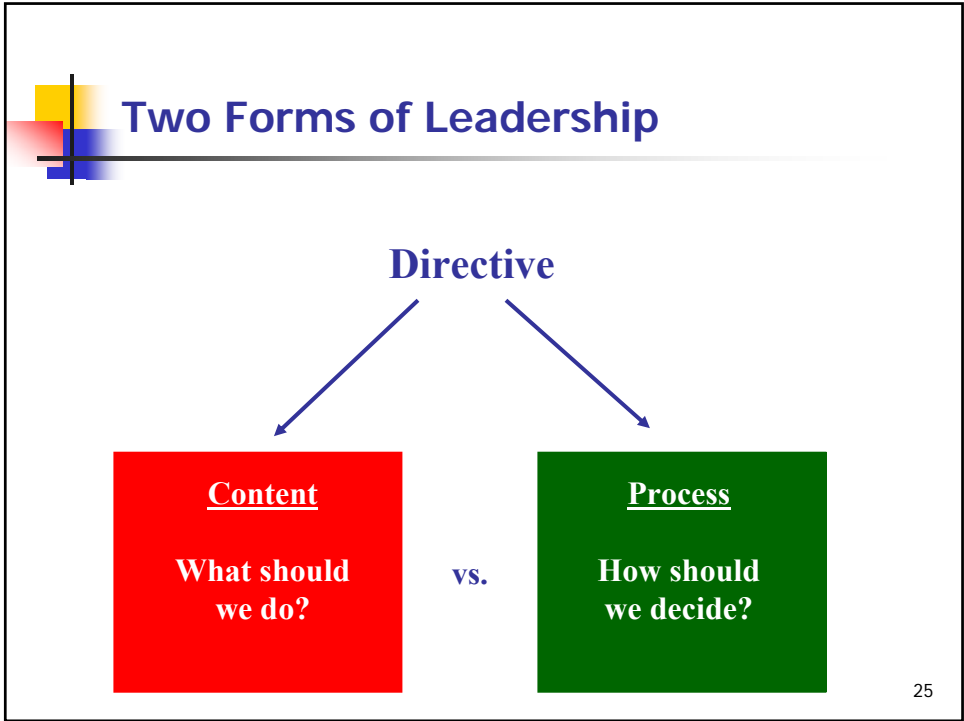 Two Forms of Leadership
Directive
Content
What should
we do?
vs.
Process
How should
we decide?
25